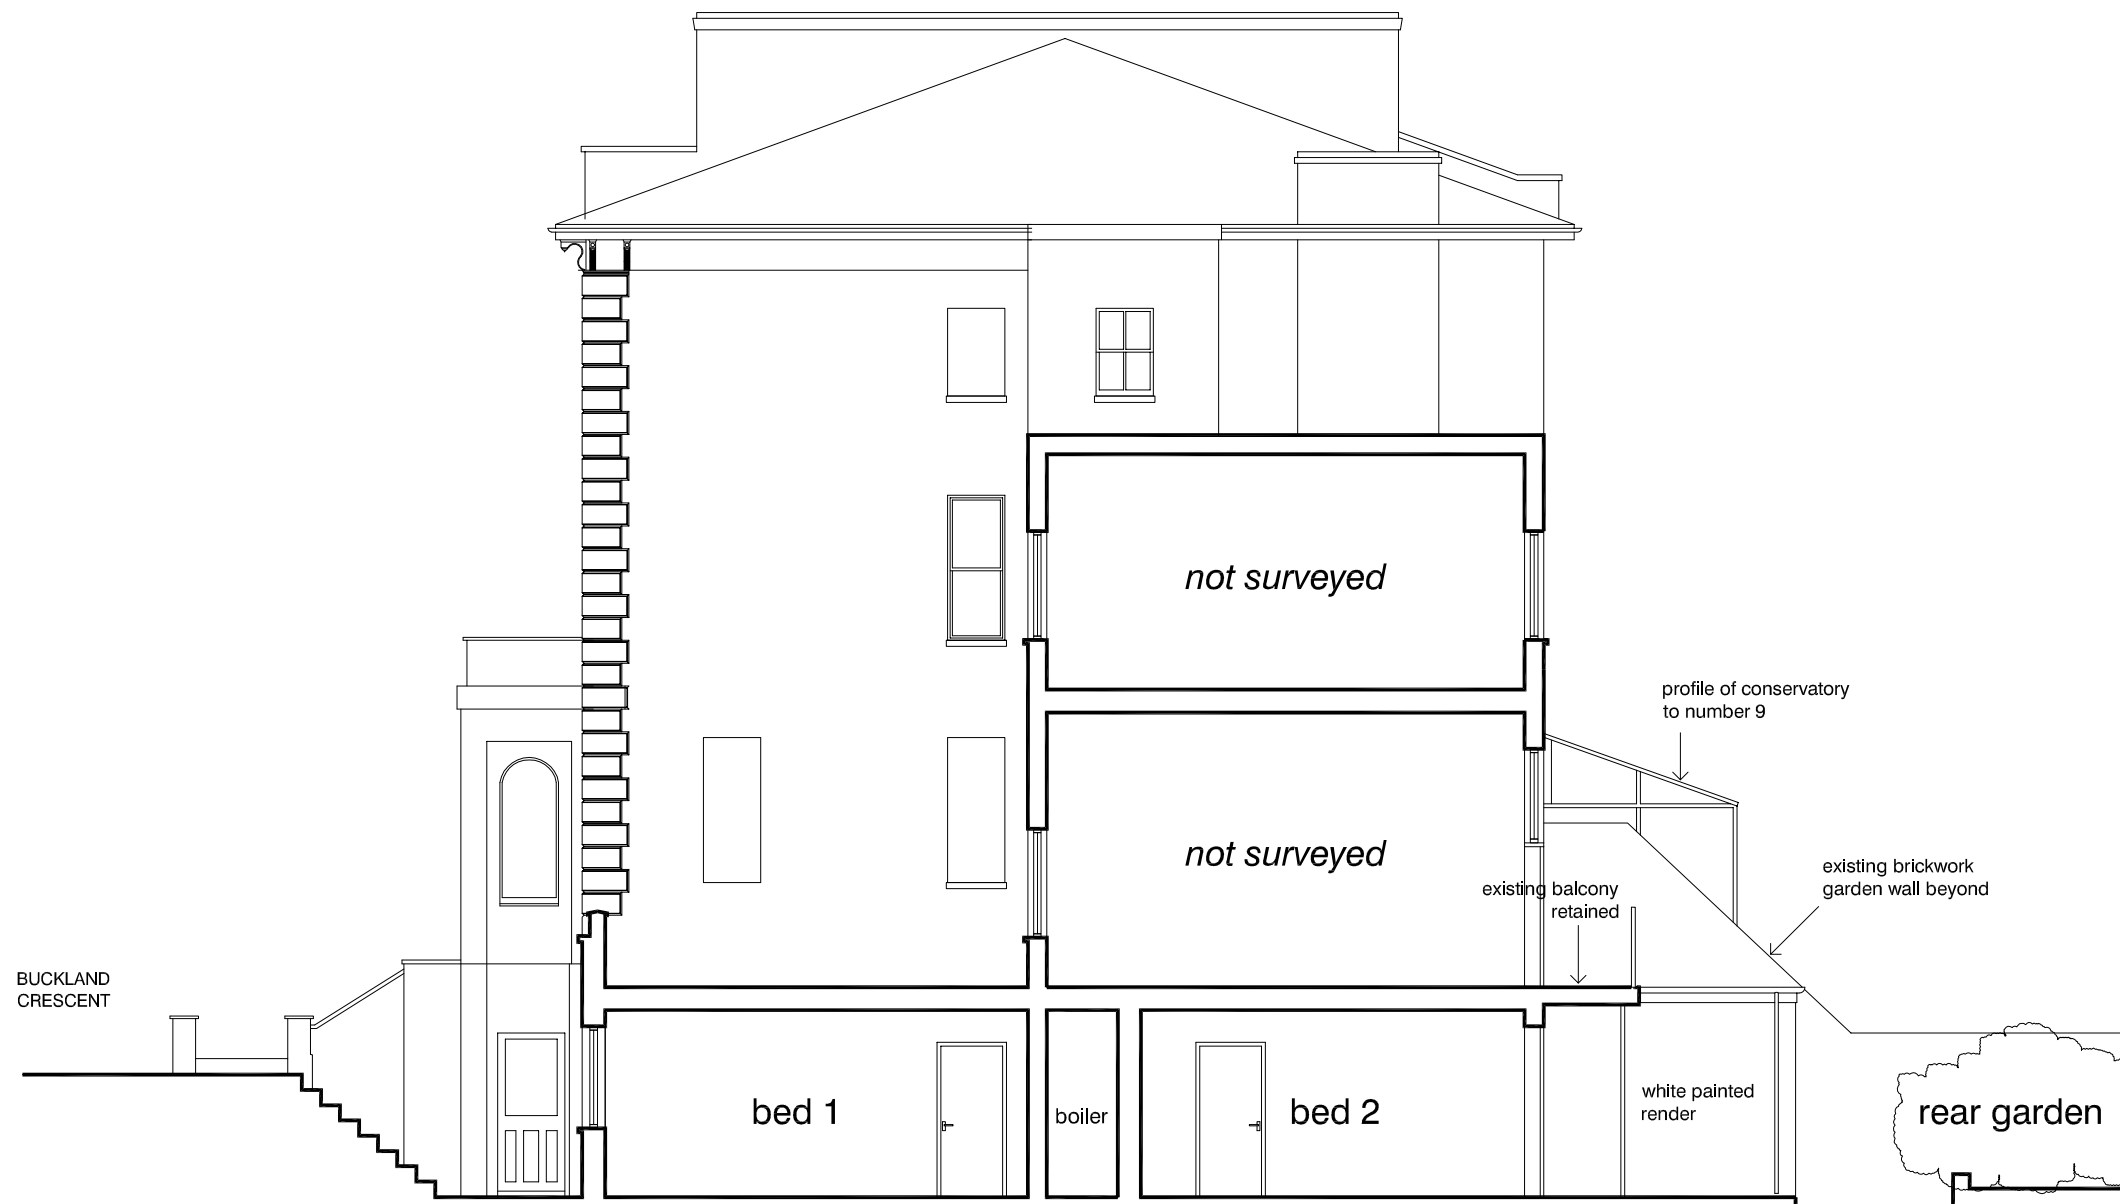 not surveyed
profile of conservatory
to number 9
not surveyed
existing brickwork
garden wall beyond
existing balcony
retained
BUCKLAND
CRESCENT
bed 1
boiler
bed 2
white painted
render
rear garden